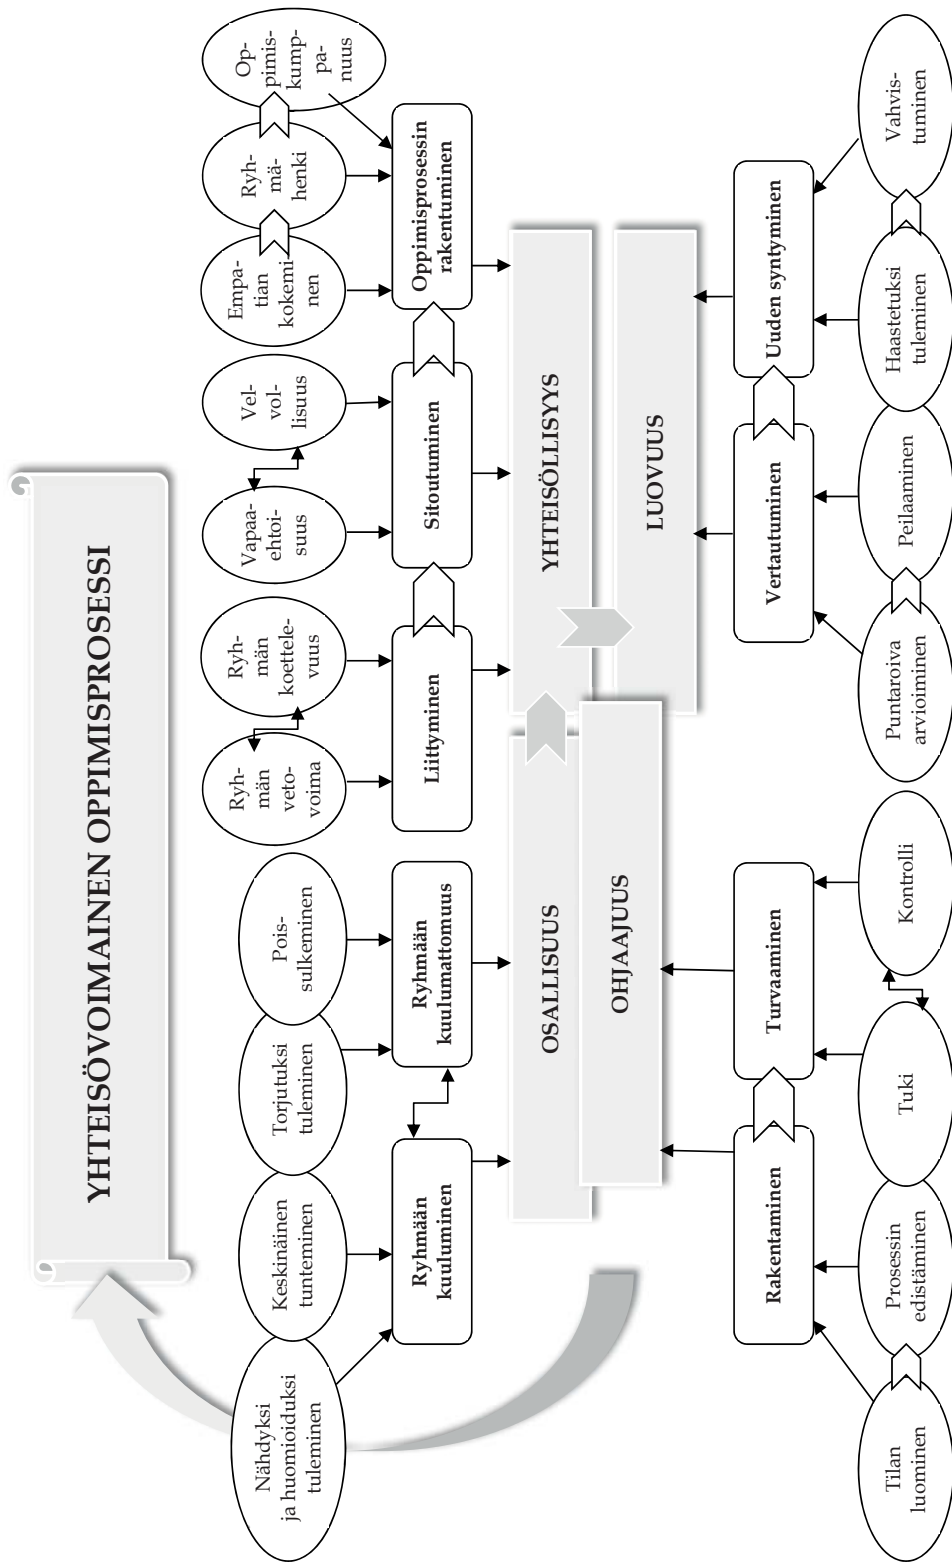 YHTEISÖVOIMAINEN OPPIMISPROSESSI
Nähdyksi
ja huomioiduksi
tuleminen
Keskinäinen
tunteminen
Torjutuksi
tuleminen
Pois-
sulkeminen
Ryh-
män
veto-
voima
Ryh-
män
koettele-
vuus
Vapaa-
ehtoi-
suus
Vel-
vol-
lisuus
Empa-
tian
kokemi
nen
Ryh-
mä-
henki
Op-
pimis-
kump-
pa-
nuus
Ryhmään
kuuluminen
Ryhmään
kuulumattomuus
Liittyminen
Sitoutuminen
Oppimisprosessin
rakentuminen
OSALLISUUS
YHTEISÖLLISYYS
OHJAAJUUS
LUOVUUS
Rakentaminen
Turvaaminen
Vertautuminen
Uuden syntyminen
Tilan
luominen
Prosessin
edistäminen
Tuki
Kontrolli
Puntaroiva
arvioiminen
Peilaaminen
Haastetuksi
tuleminen
Vahvis-
tuminen